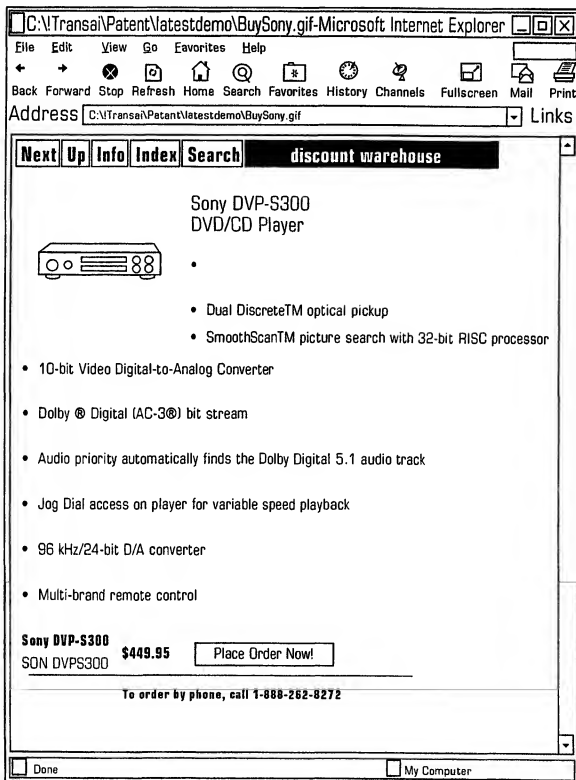 C:\!Transai\Patent\latestdemo\BuySony.gif-Microsoft Internet Explorer
File Edit View Go Favorites Help
Back Forward Stop Refresh Home Search Favorites History Channels Fullscreen Mail Print
Address C:\!Transai\Patent\latestdemo\BuySony.gif Links
Next Up Info Index Search discount warehouse
Sony DVP-S300
DVD/CD Player
•
• Dual DiscreteTM optical pickup
• SmoothScanTM picture search with 32-bit RISC processor
• 10-bit Video Digital-to-Analog Converter
• Dolby ® Digital (AC-3®) bit stream
• Audio priority automatically finds the Dolby Digital 5.1 audio track
• Jog Dial access on player for variable speed playback
• 96 kHz/24-bit D/A converter
• Multi-brand remote control
Sony DVP-S300
SON DVPS300 $449.95 Place Order Now!
To order by phone, call 1-888-262-8272
Done My Computer